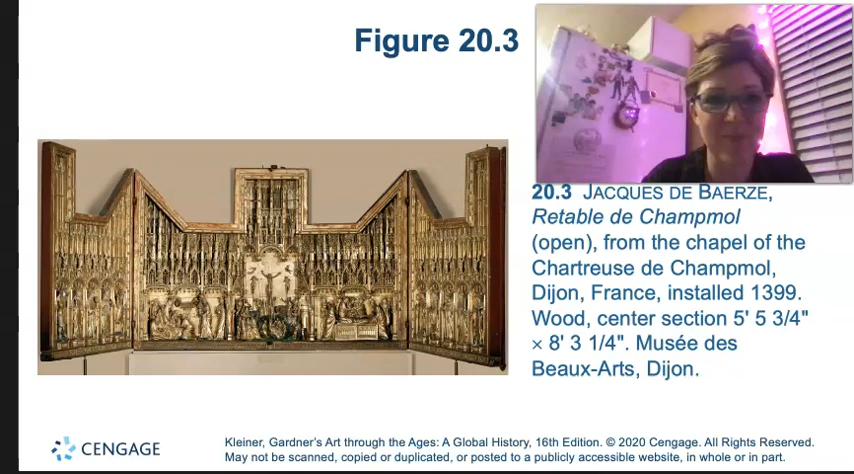 Figure 20.3
20.3 JACQUES DE BAERZE,
Retable de Champmol
(open), from the chapel of the
Chartreuse de Champmol,
Dijon, France, installed 1399.
Wood, center section 5' 5 3/4"
× 8' 3 1/4". Musée des
Beaux-Arts, Dijon.
CENGAGE
Kleiner, Gardner's Art through the Ages: A Global History, 16th Edition. © 2020 Cengage. All Rights Reserved.
May not be scanned, copied or duplicated, or posted to a publicly accessible website, in whole or in part.